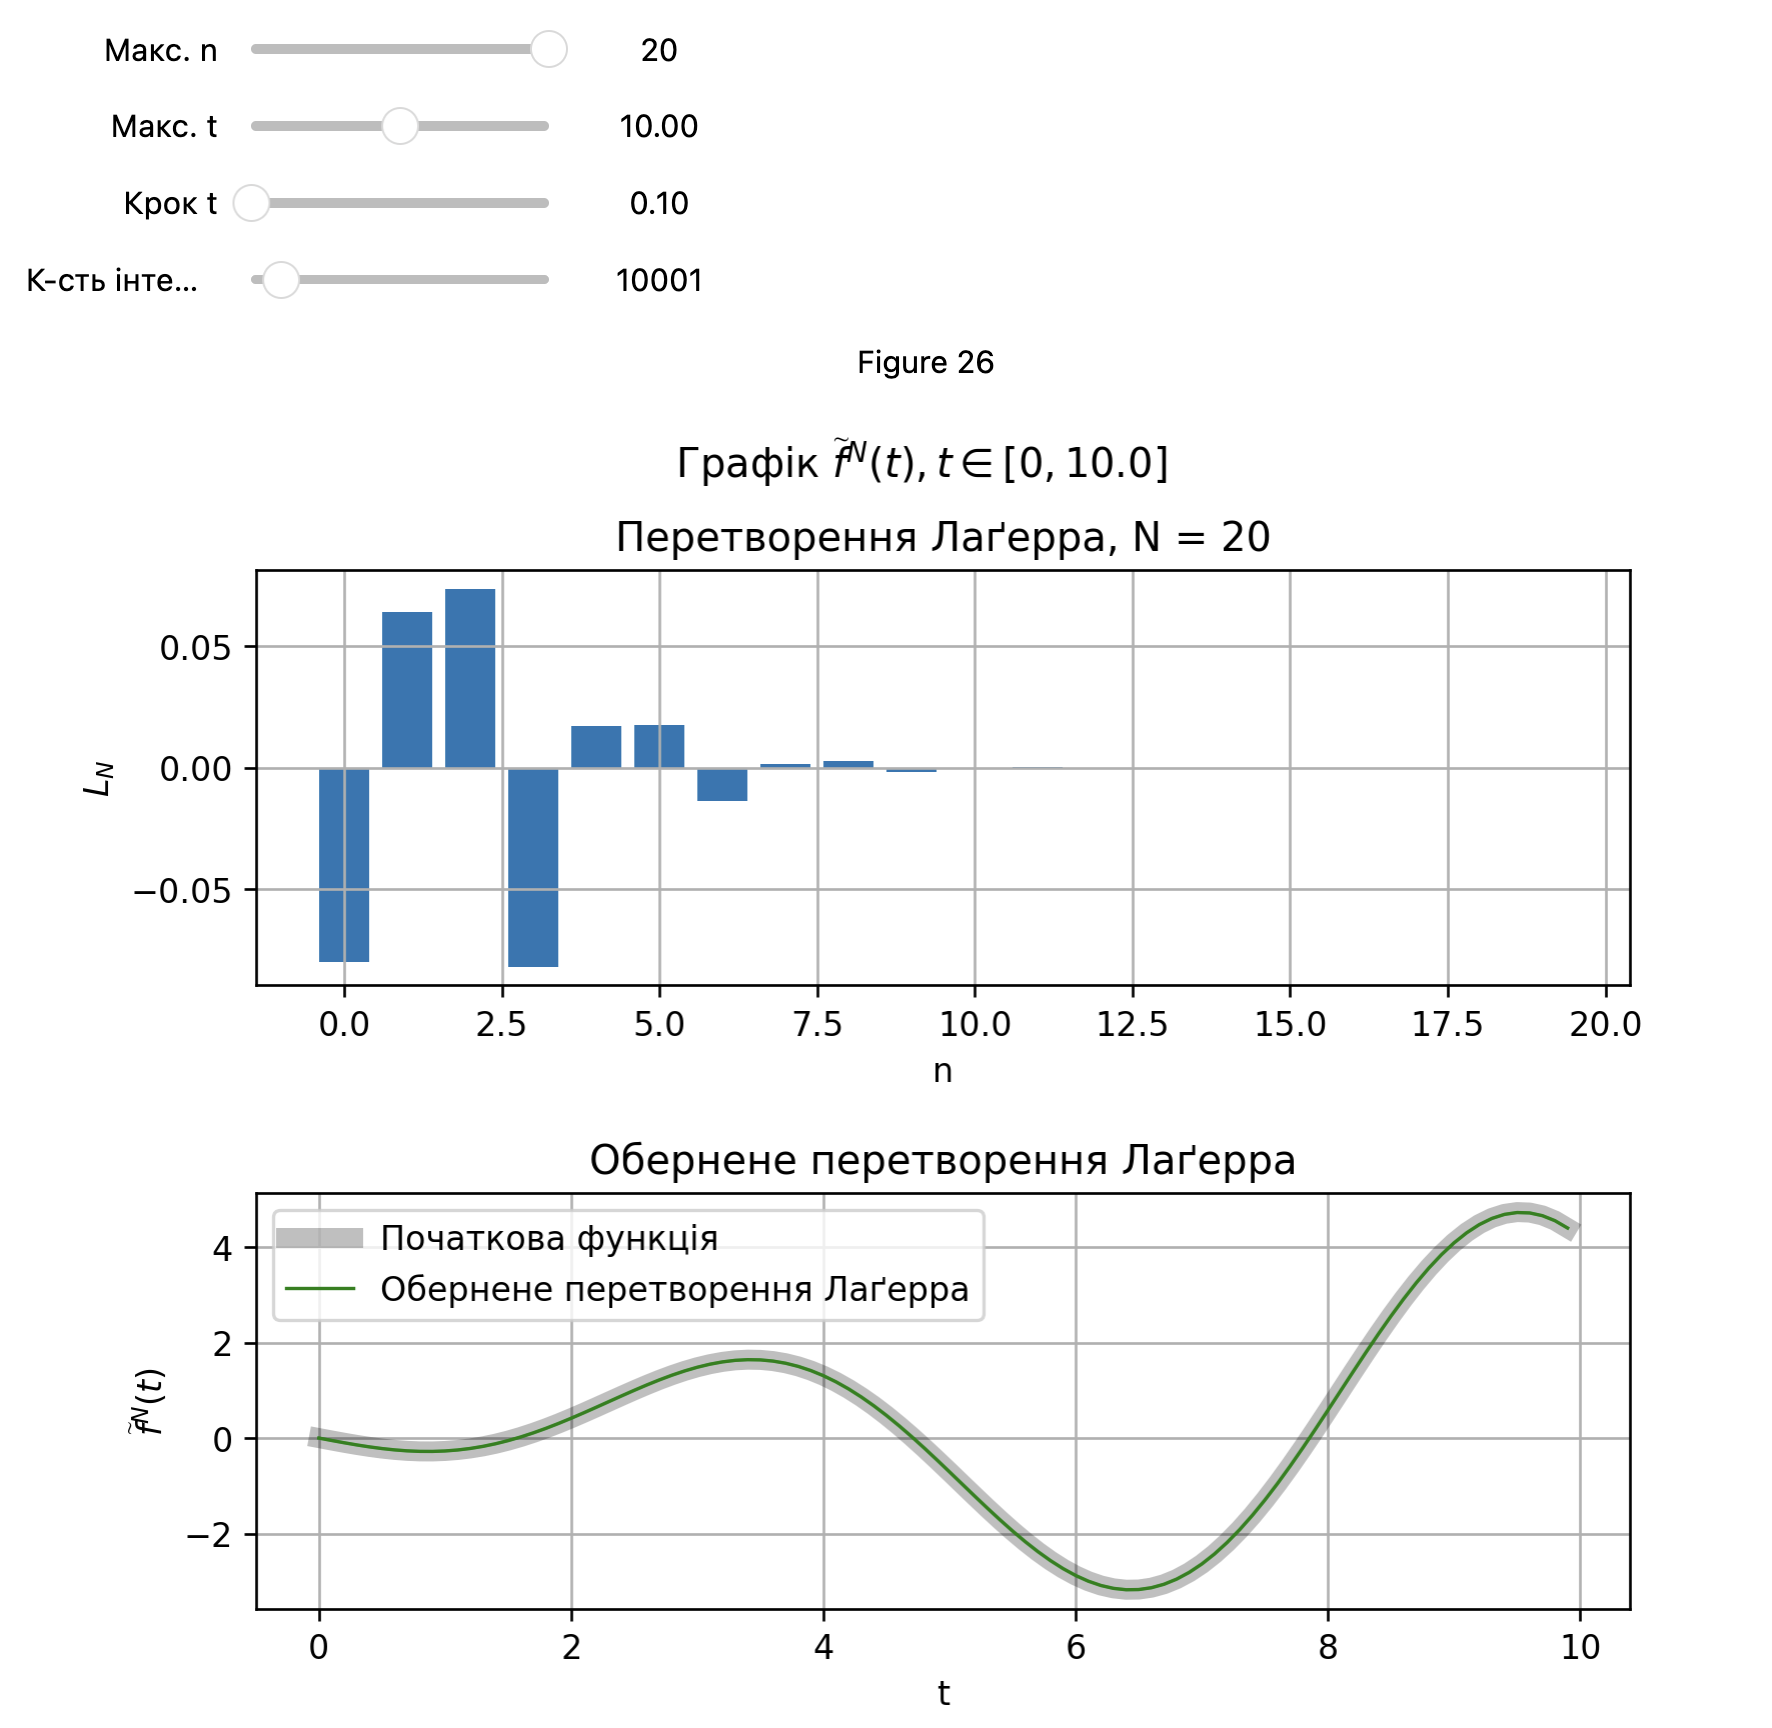 Макс. n 20
Макс. t 10.00
Крок t 0.10
К-сть інте... 10001
Figure 26
Графік f̃ᴺ(t), t ∈ [0, 10.0]
Перетворення Лаґерра, N = 20
0.05
0.00
−0.05
L_N
0.0 2.5 5.0 7.5 10.0 12.5 15.0 17.5 20.0
n
Обернене перетворення Лаґерра
Початкова функція
Обернене перетворення Лаґерра
4
2
0
−2
f̃ᴺ(t)
0 2 4 6 8 10
t